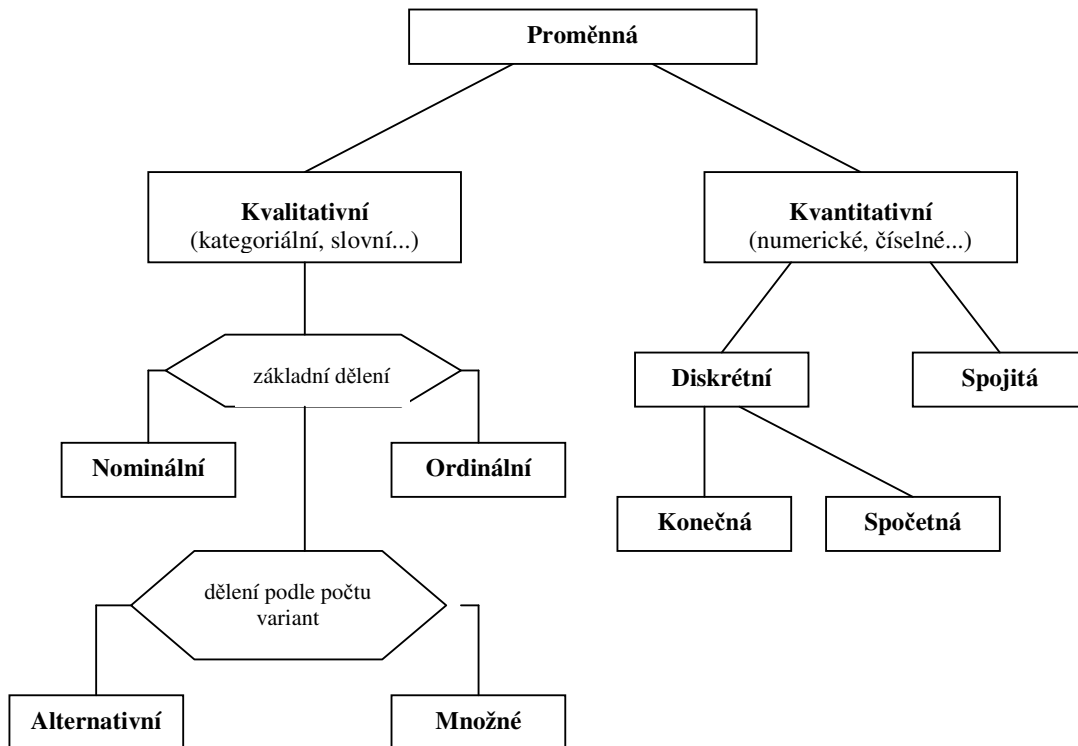 Proměnná
Kvalitativní
(kategoriální, slovní...)
Kvantitativní
(numerické, číselné...)
základní dělení
Diskrétní
Spojitá
Nominální
Ordinální
Konečná
Spočetná
dělení podle počtu
variant
Alternativní
Množné